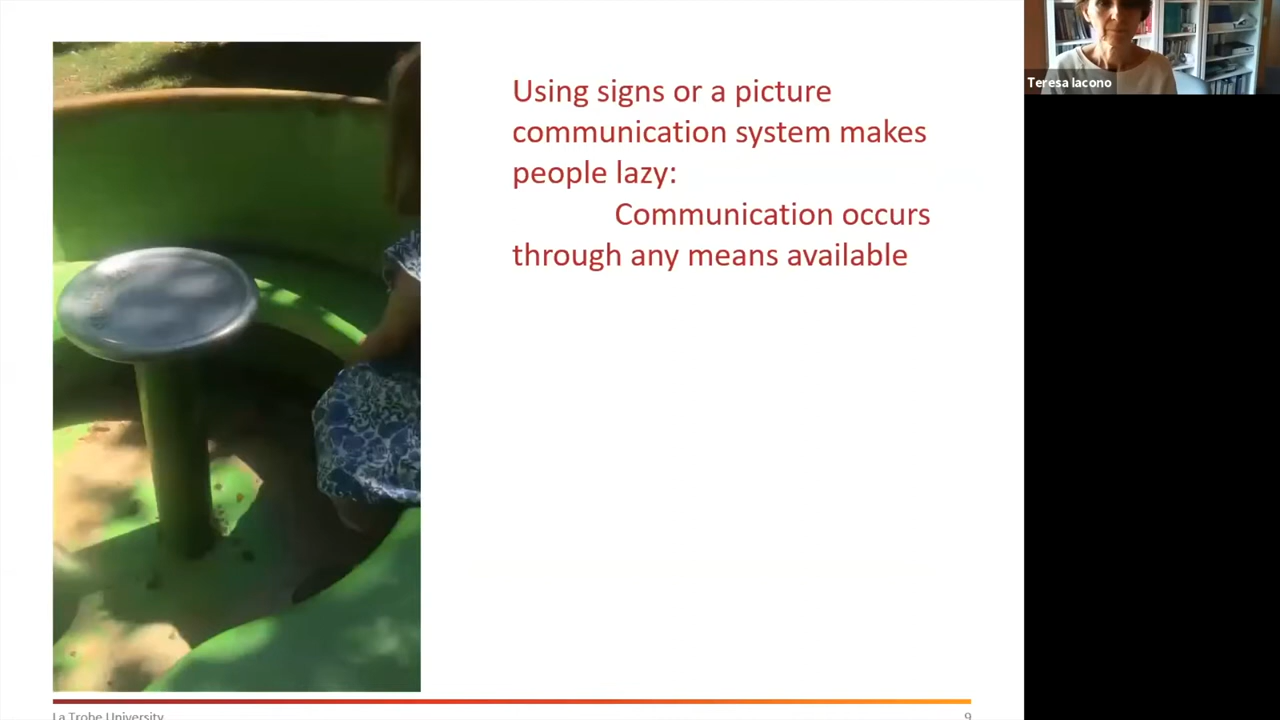 Using signs or a picture
communication system makes
people lazy:
Communication occurs
through any means available
Teresa Iacono
La Trobe University
9